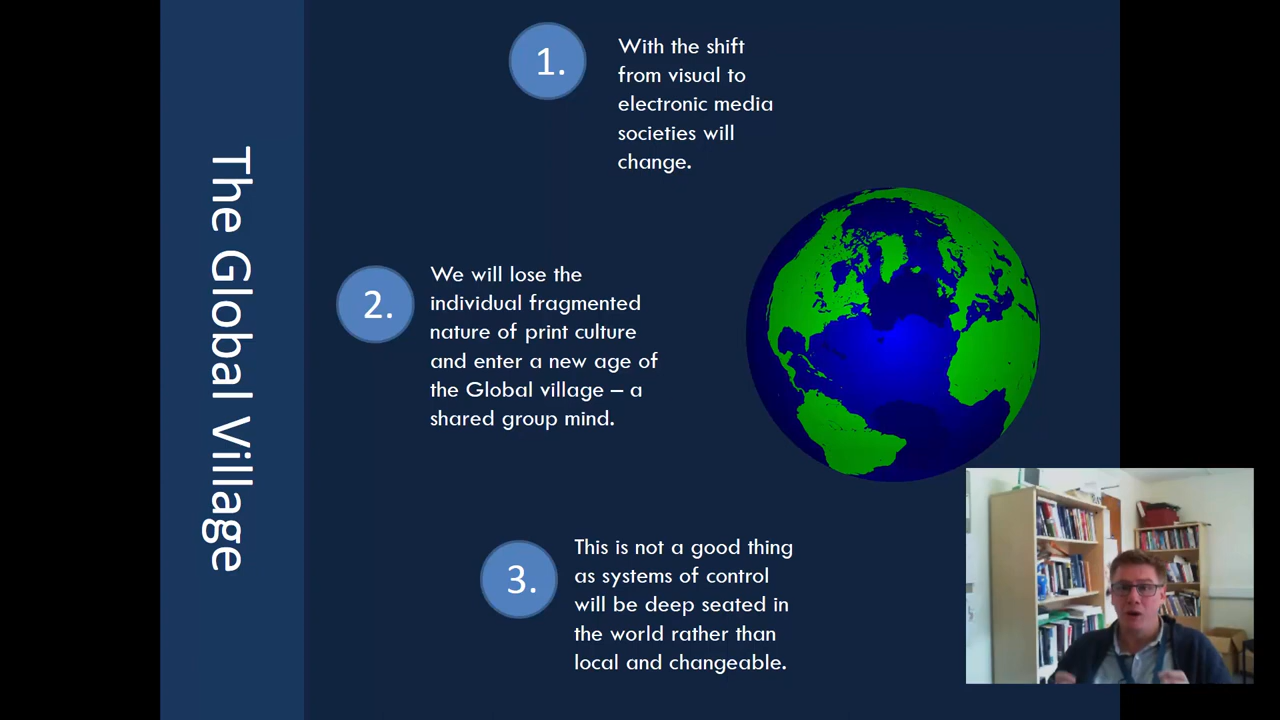 The Global Village
1.
With the shift
from visual to
electronic media
societies will
change.
2.
We will lose the
individual fragmented
nature of print culture
and enter a new age of
the Global village – a
shared group mind.
3.
This is not a good thing
as systems of control
will be deep seated in
the world rather than
local and changeable.